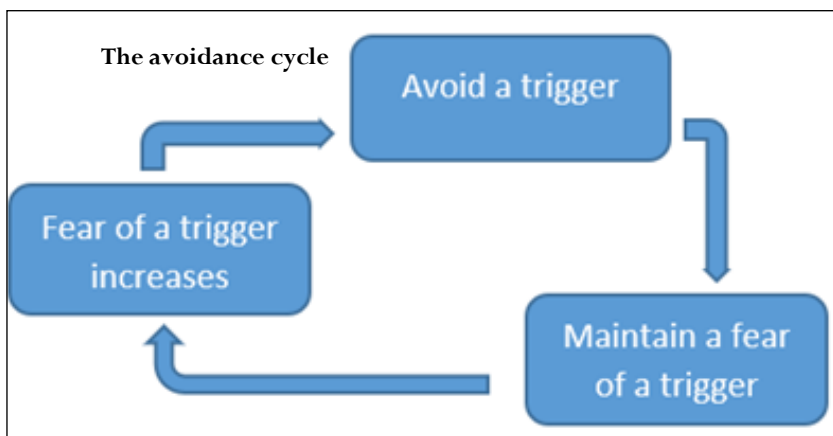 The avoidance cycle
Avoid a trigger
Fear of a trigger
increases
Maintain a fear
of a trigger